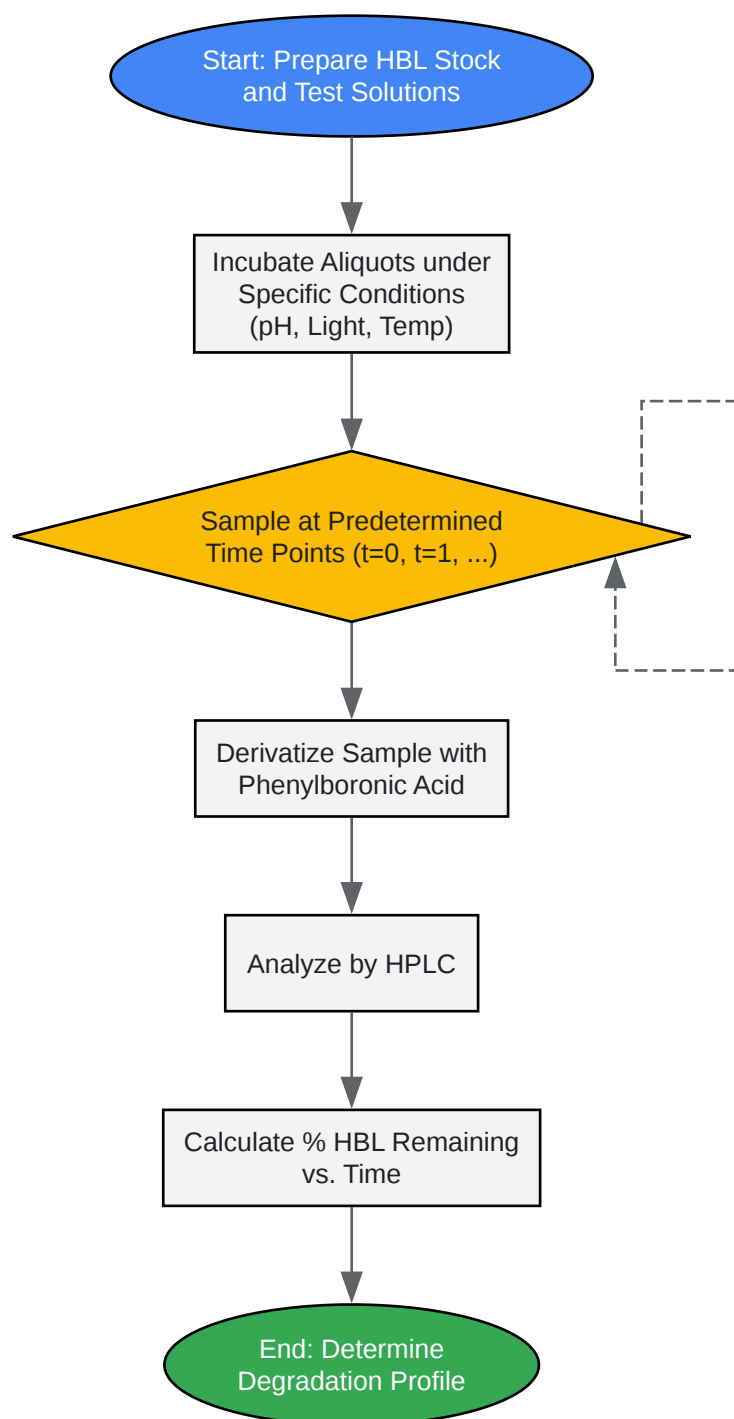 Start: Prepare HBL Stock
and Test Solutions
Incubate Aliquots under
Specific Conditions
(pH, Light, Temp)
Sample at Predetermined
Time Points (t=0, t=1, ...)
Derivatize Sample with
Phenylboronic Acid
Analyze by HPLC
Calculate % HBL Remaining
vs. Time
End: Determine
Degradation Profile